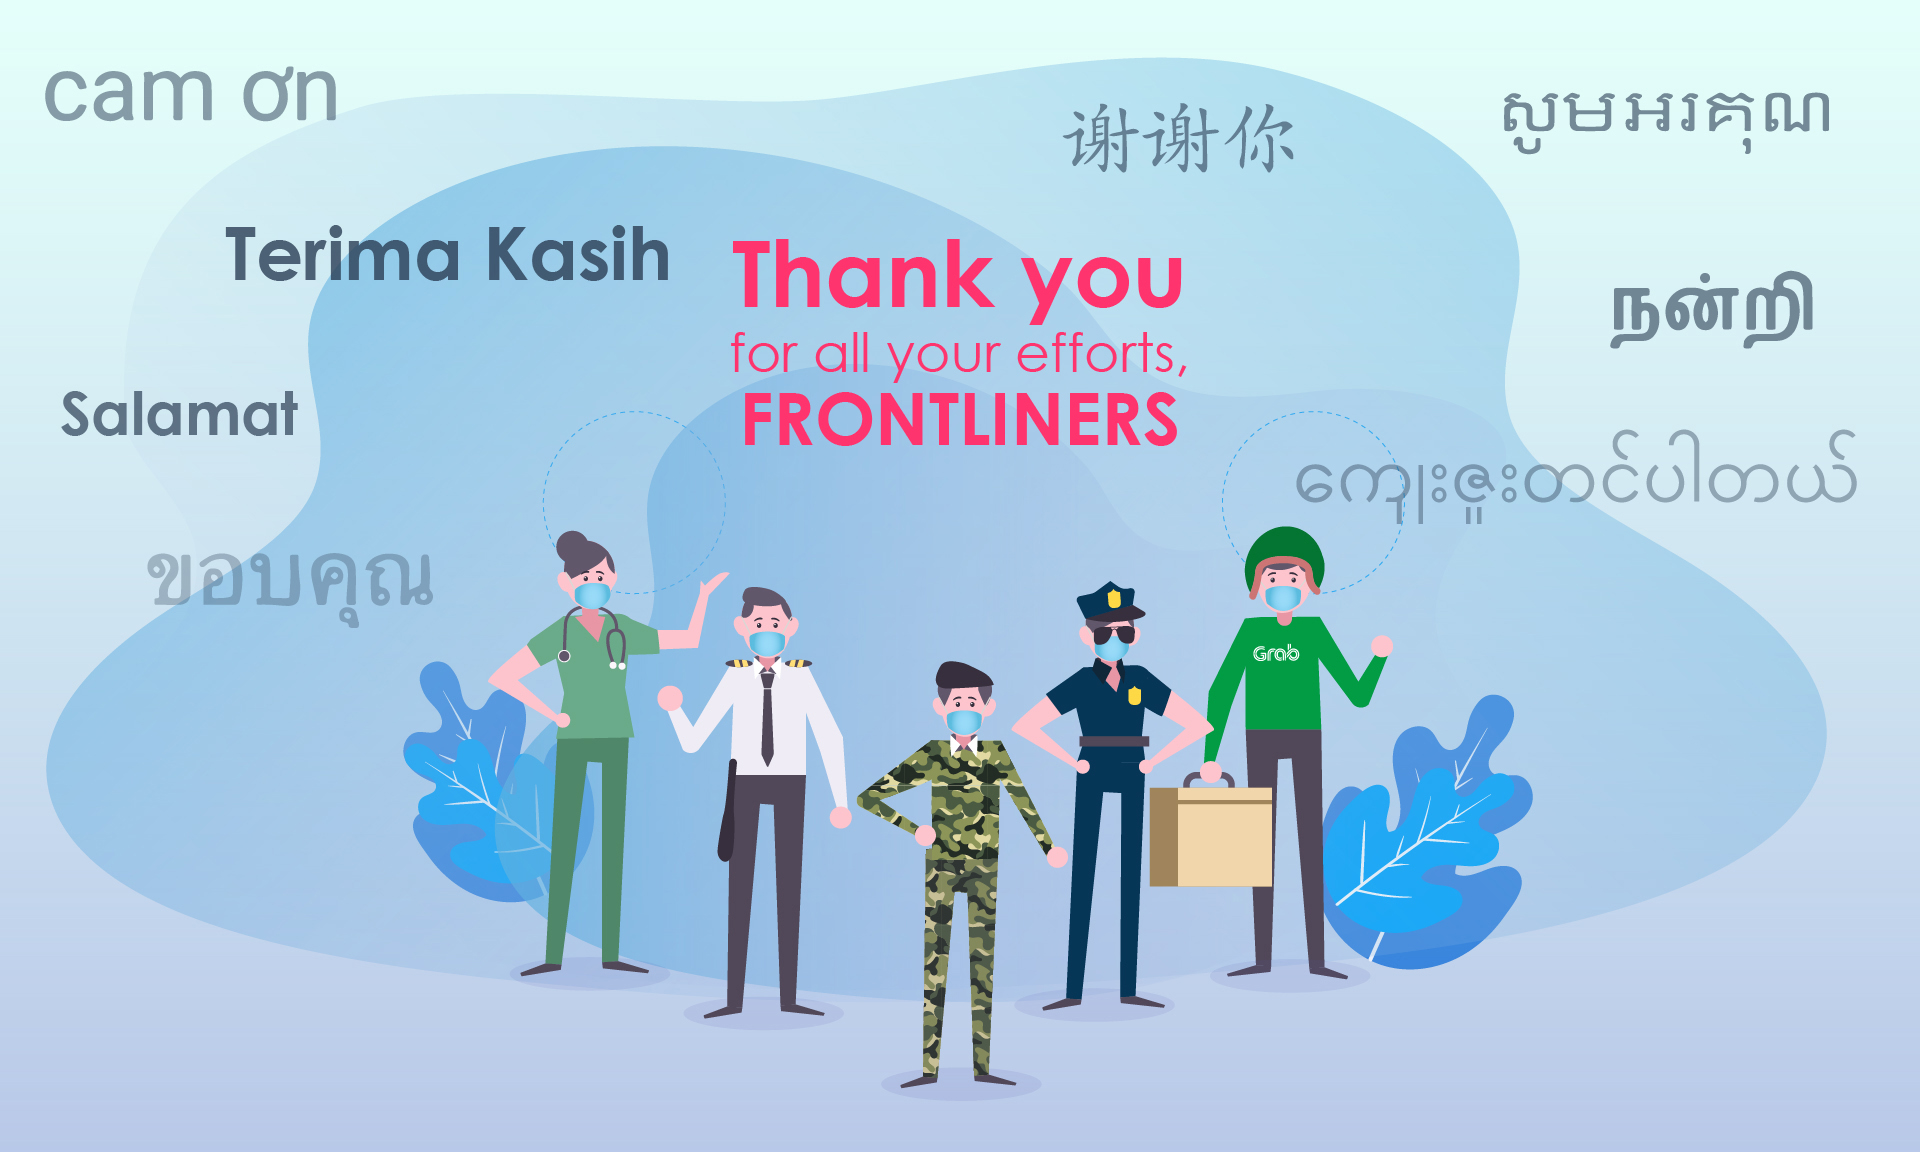 cam ơn
谢谢你
សូមអរគុណ
Terima Kasih
Thank you
for all your efforts,
FRONTLINERS
நன்றி
Salamat
ကျေးဇူးတင်ပါတယ်
ขอบคุณ
Grab